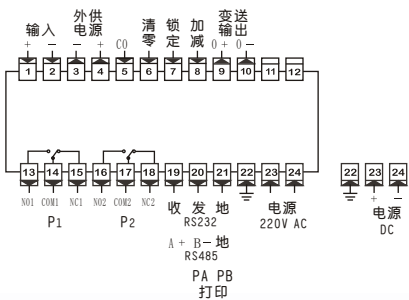 外供 清 锁 加 变送
输入 电源 零 定 减 输出
+ − − + CO 0 + 0 −
1 2 3 4 5 6 7 8 9 10 11 12
13 14 15 16 17 18 19 20 21 22 23 24 22 23 24
NO1 COM1 NC1 NO2 COM2 NC2 收 发 地 电源 + −
P1 P2 RS232 220V AC 电源
A + B − 地 DC
RS485
PA PB
打印